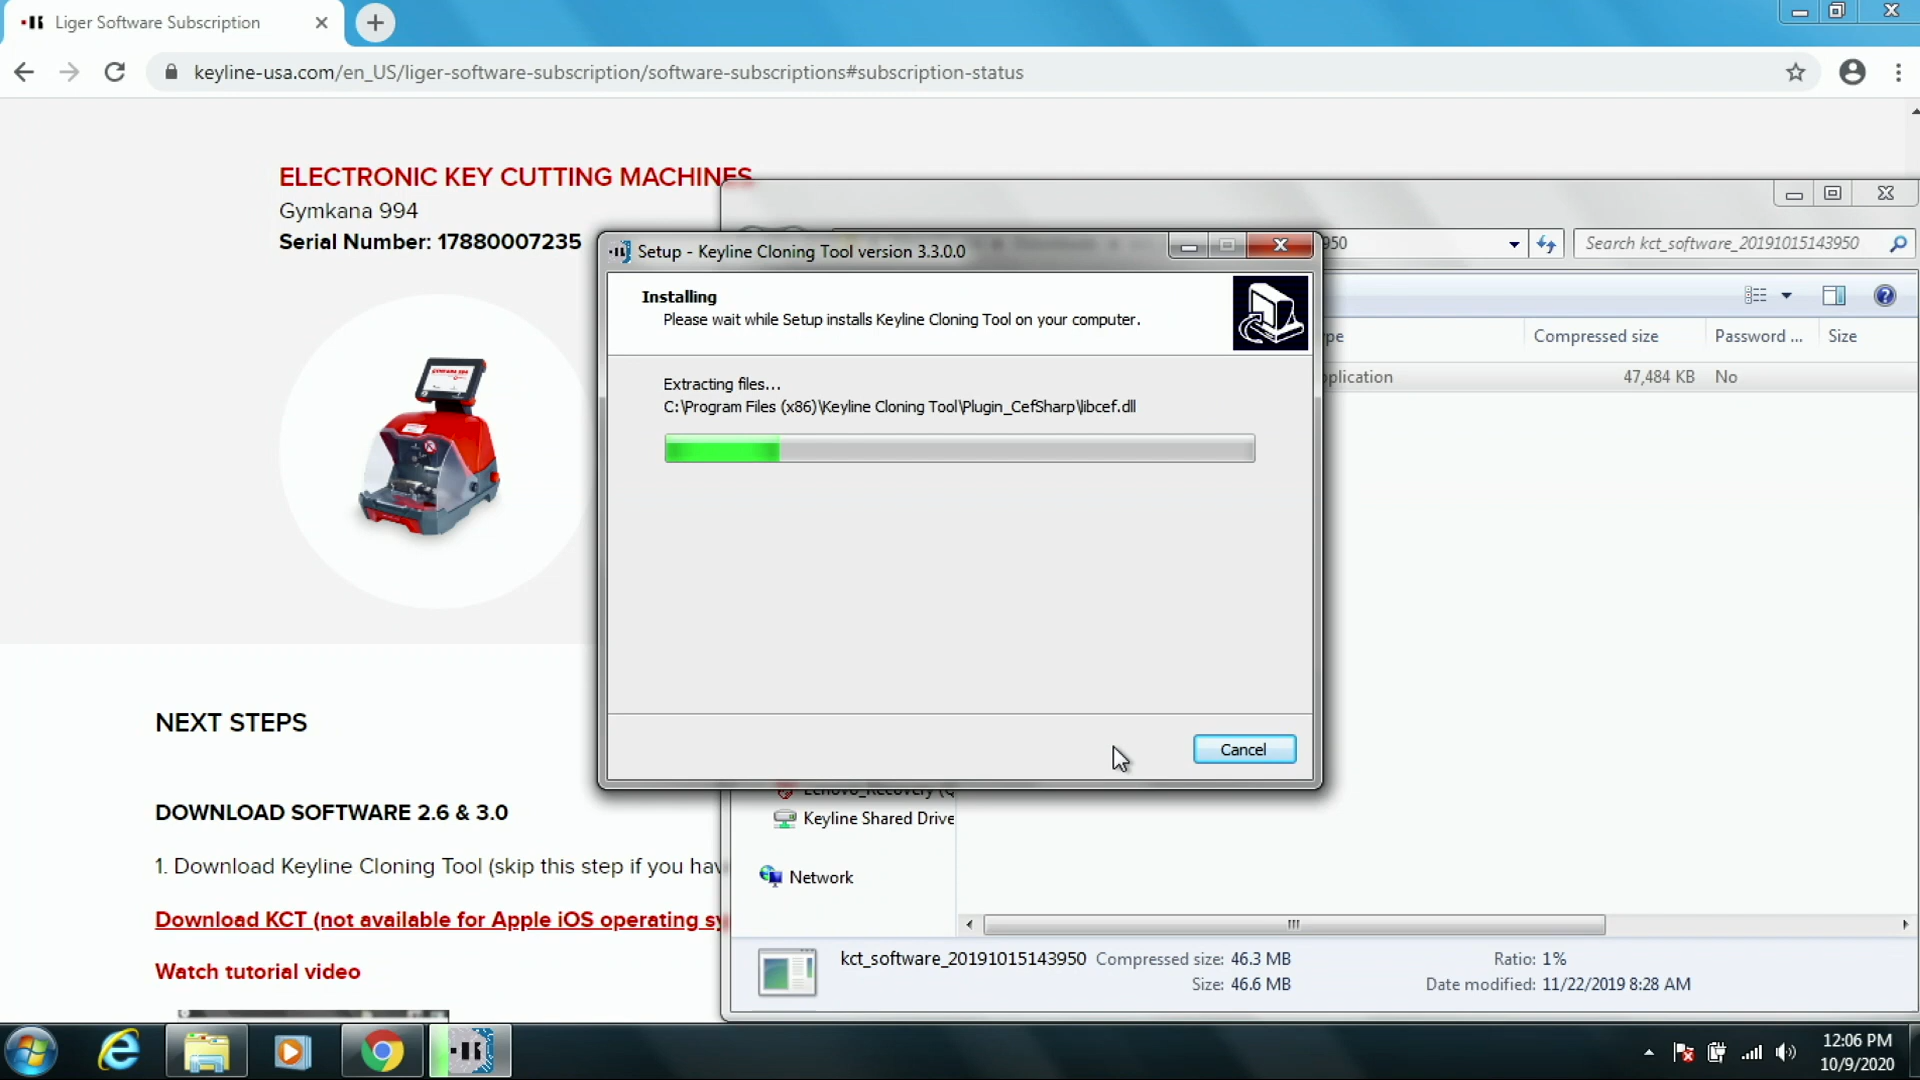 Liger Software Subscription
keyline-usa.com/en_US/liger-software-subscription/software-subscriptions#subscription-status
ELECTRONIC KEY CUTTING MACHINES
Gymkana 994
Serial Number: 17880007235
950
Search kct_software_20191015143950
Setup - Keyline Cloning Tool version 3.3.0.0
Installing
Please wait while Setup installs Keyline Cloning Tool on your computer.
Compressed size
Password ...
Size
47,484 KB
No
Extracting files...
C:\Program Files (x86)\Keyline Cloning Tool\Plugin_CefSharp\libcef.dll
Cancel
Keyline Shared Drive
Network
NEXT STEPS
DOWNLOAD SOFTWARE 2.6 & 3.0
1. Download Keyline Cloning Tool (skip this step if you hav
Download KCT (not available for Apple iOS operating sy
Watch tutorial video
kct_software_20191015143950
Compressed size: 46.3 MB
Size: 46.6 MB
Ratio: 1%
Date modified: 11/22/2019 8:28 AM
12:06 PM
10/9/2020